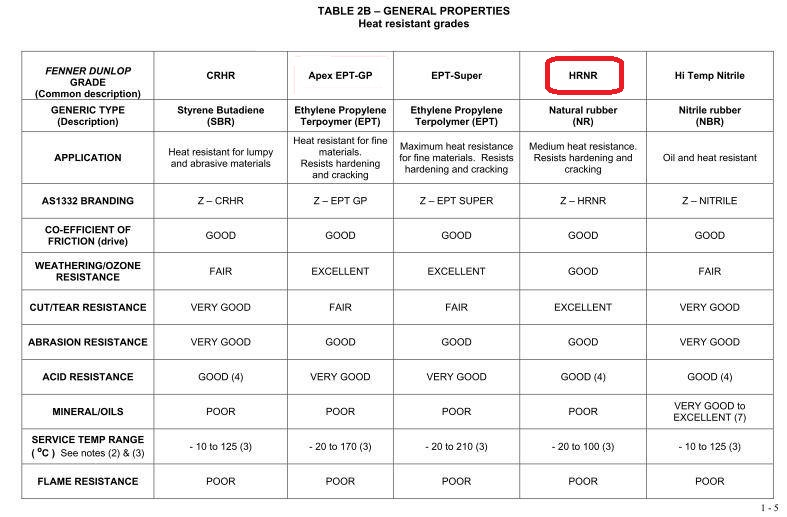 TABLE 2B – GENERAL PROPERTIES
Heat resistant grades
FENNER DUNLOP
GRADE
(Common description)
CRHR
Apex EPT-GP
EPT-Super
HRNR
Hi Temp Nitrile
GENERIC TYPE
(Description)
Styrene Butadiene
(SBR)
Ethylene Propylene
Terpoymer (EPT)
Ethylene Propylene
Terpolymer (EPT)
Natural rubber
(NR)
Nitrile rubber
(NBR)
APPLICATION
Heat resistant for lumpy
and abrasive materials
Heat resistant for fine
materials.
Resists hardening
and cracking
Maximum heat resistance
for fine materials. Resists
hardening and cracking
Medium heat resistance.
Resists hardening and
cracking
Oil and heat resistant
AS1332 BRANDING
Z – CRHR
Z – EPT GP
Z – EPT SUPER
Z – HRNR
Z – NITRILE
CO-EFFICIENT OF
FRICTION (drive)
GOOD
GOOD
GOOD
GOOD
GOOD
WEATHERING/OZONE
RESISTANCE
FAIR
EXCELLENT
EXCELLENT
GOOD
FAIR
CUT/TEAR RESISTANCE
VERY GOOD
FAIR
FAIR
EXCELLENT
VERY GOOD
ABRASION RESISTANCE
VERY GOOD
GOOD
GOOD
GOOD
VERY GOOD
ACID RESISTANCE
GOOD (4)
VERY GOOD
VERY GOOD
GOOD (4)
GOOD (4)
MINERAL/OILS
POOR
POOR
POOR
POOR
VERY GOOD to
EXCELLENT (7)
SERVICE TEMP RANGE
( ºC ) See notes (2) & (3)
- 10 to 125 (3)
- 20 to 170 (3)
- 20 to 210 (3)
- 20 to 100 (3)
- 10 to 125 (3)
FLAME RESISTANCE
POOR
POOR
POOR
POOR
POOR
1 - 5